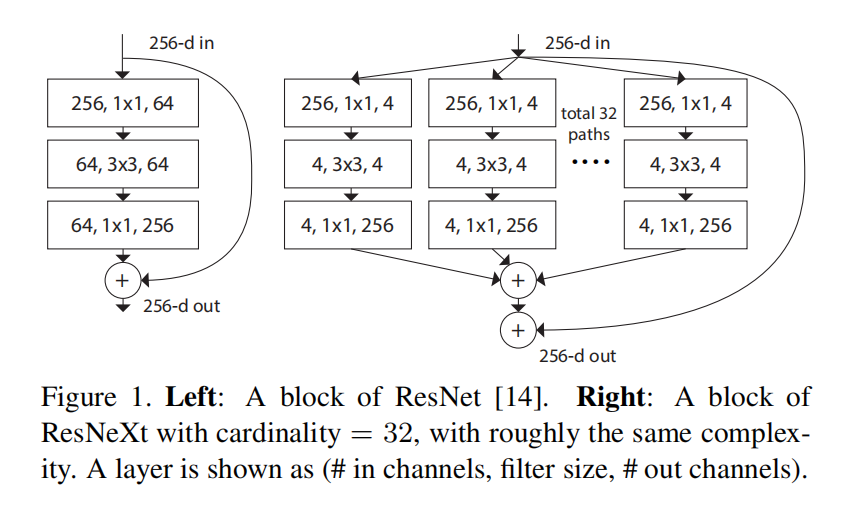 256-d in
256, 1x1, 64
64, 3x3, 64
64, 1x1, 256
+
256-d out
256-d in
256, 1x1, 4
256, 1x1, 4
total 32
paths
....
256, 1x1, 4
4, 3x3, 4
4, 3x3, 4
4, 3x3, 4
4, 1x1, 256
4, 1x1, 256
4, 1x1, 256
+
+
256-d out
Figure 1. Left: A block of ResNet [14]. Right: A block of
ResNeXt with cardinality = 32, with roughly the same complex-
ity. A layer is shown as (# in channels, filter size, # out channels).